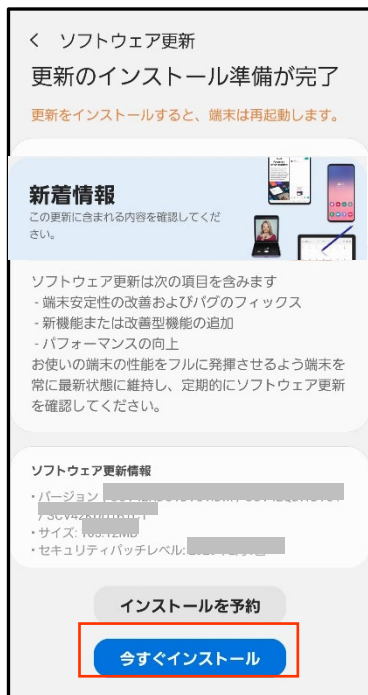 < ソフトウェア更新
更新のインストール準備が完了
更新をインストールすると、端末は再起動します。
新着情報
この更新に含まれる内容を確認してくだ
さい。
ソフトウェア更新は次の項目を含みます
- 端末安定性の改善およびバグのフィックス
- 新機能または改善型機能の追加
- パフォーマンスの向上
お使いの端末の性能をフルに発揮させるよう端末を
常に最新状態に維持し、定期的にソフトウェア更新
を確認してください。
ソフトウェア更新情報
・バージョン
・サイズ:
・セキュリティパッチレベル:
インストールを予約
今すぐインストール